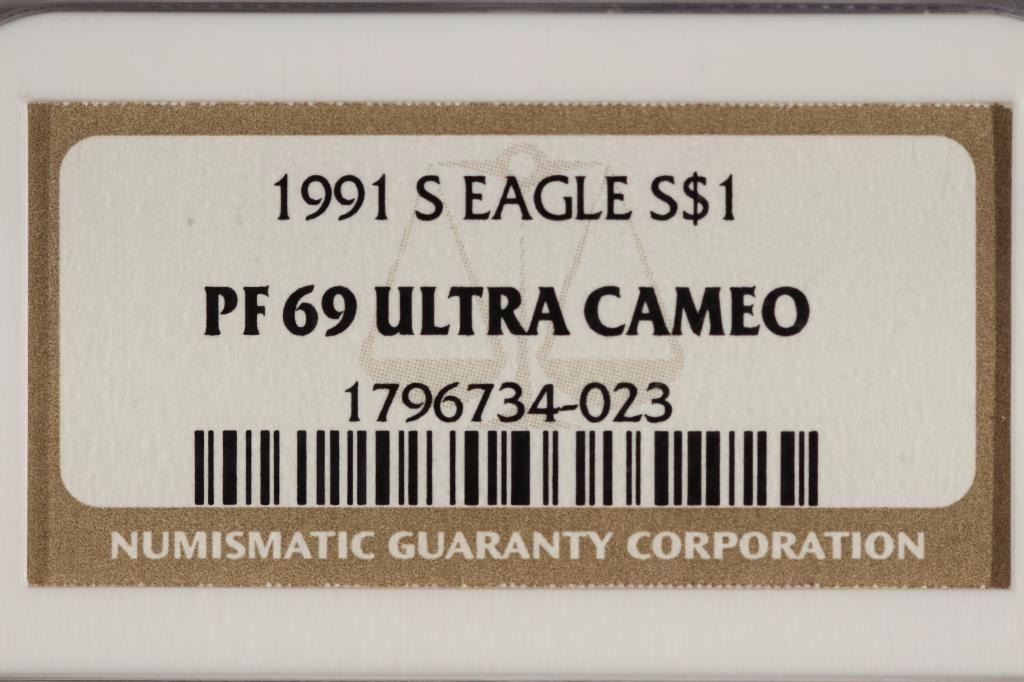 1991 S EAGLE S$1
PF 69 ULTRA CAMEO
1796734-023
NUMISMATIC GUARANTY CORPORATION